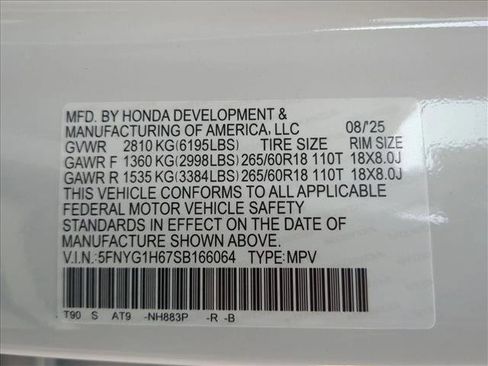 MFD. BY HONDA DEVELOPMENT &
MANUFACTURING OF AMERICA, LLC 08/'25
GVWR 2810 KG(6195LBS) TIRE SIZE RIM SIZE
GAWR F 1360 KG(2998LBS) 265/60R18 110T 18X8.0J
GAWR R 1535 KG(3384LBS) 265/60R18 110T 18X8.0J
THIS VEHICLE CONFORMS TO ALL APPLICABLE
FEDERAL MOTOR VEHICLE SAFETY
STANDARDS IN EFFECT ON THE DATE OF
MANUFACTURE SHOWN ABOVE.
V.I.N.:5FNYG1H67SB166064 TYPE:MPV
T90 S AT9 -NH883P -R -B